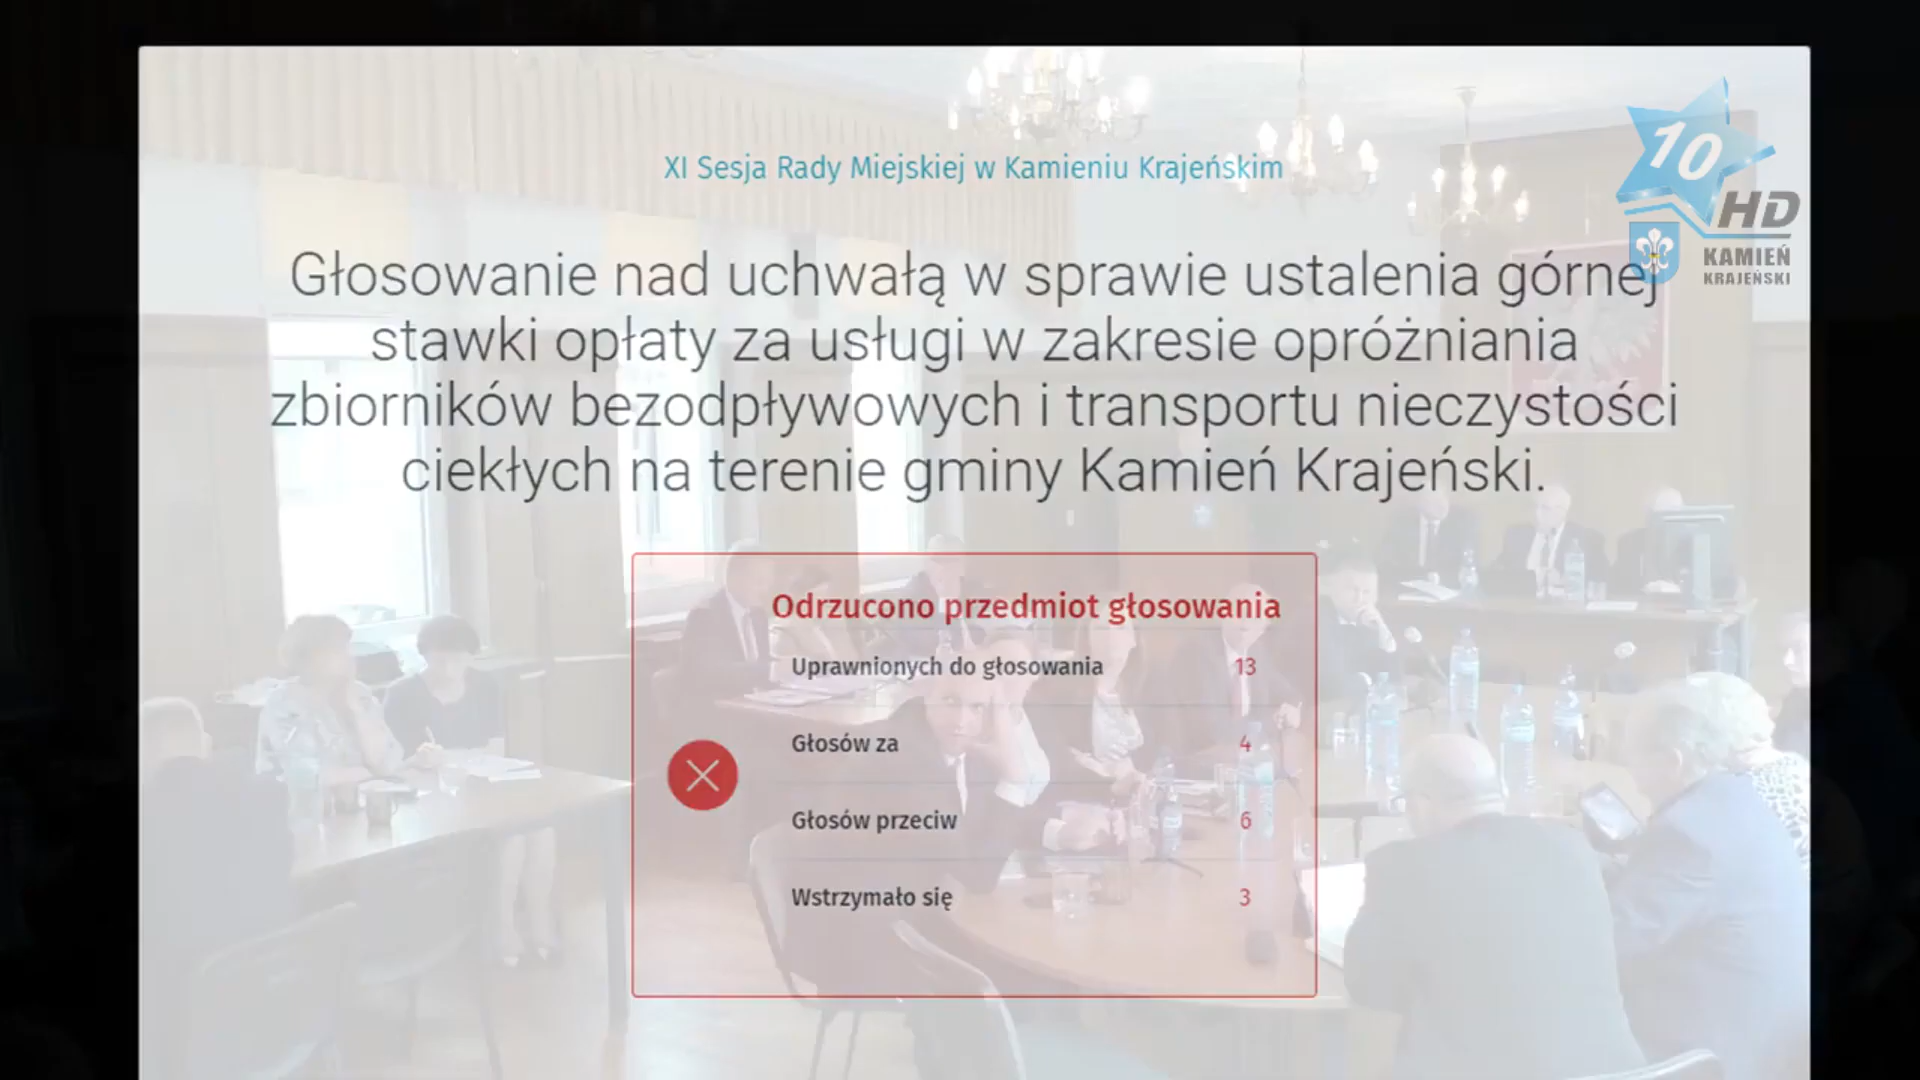 10
HD
KAMIEŃ
KRAJEŃSKI
XI Sesja Rady Miejskiej w Kamieniu Krajeńskim
Głosowanie nad uchwałą w sprawie ustalenia górnej
stawki opłaty za usługi w zakresie opróżniania
zbiorników bezodpływowych i transportu nieczystości
ciekłych na terenie gminy Kamień Krajeński.
Odrzucono przedmiot głosowania
Uprawnionych do głosowania 13
Głosów za 4
Głosów przeciw 6
Wstrzymało się 3